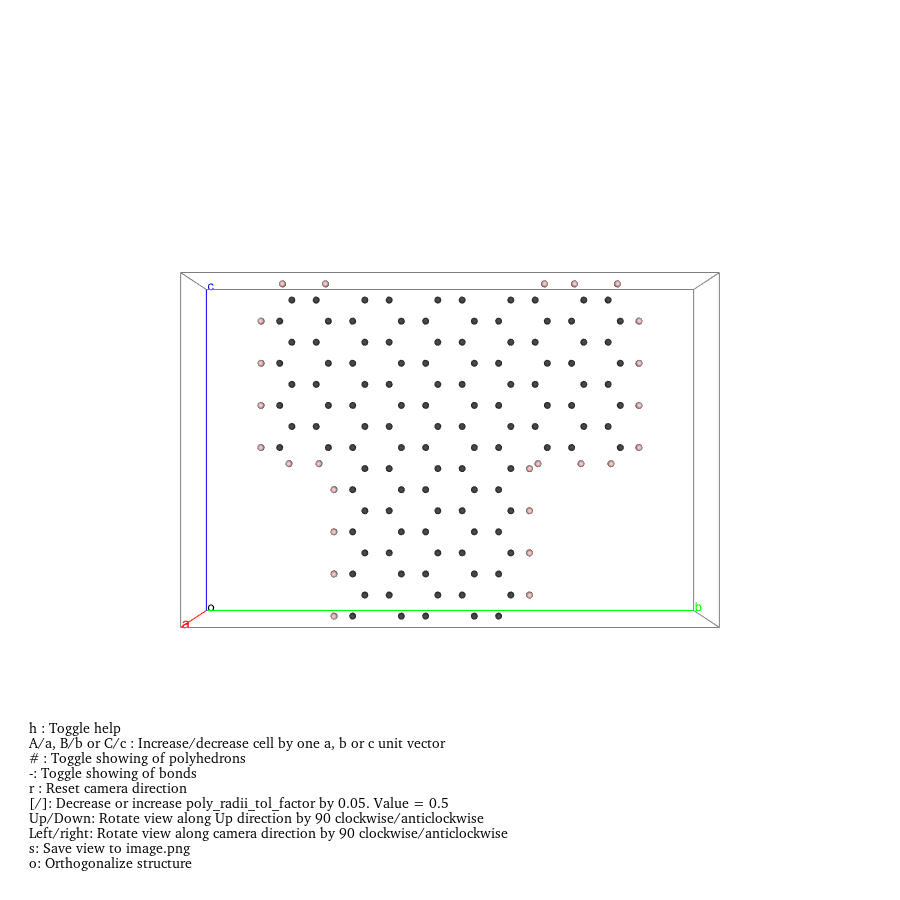 c
o
b
a
h : Toggle help
A/a, B/b or C/c : Increase/decrease cell by one a, b or c unit vector
# : Toggle showing of polyhedrons
-: Toggle showing of bonds
r : Reset camera direction
[/]: Decrease or increase poly_radii_tol_factor by 0.05. Value = 0.5
Up/Down: Rotate view along Up direction by 90 clockwise/anticlockwise
Left/right: Rotate view along camera direction by 90 clockwise/anticlockwise
s: Save view to image.png
o: Orthogonalize structure